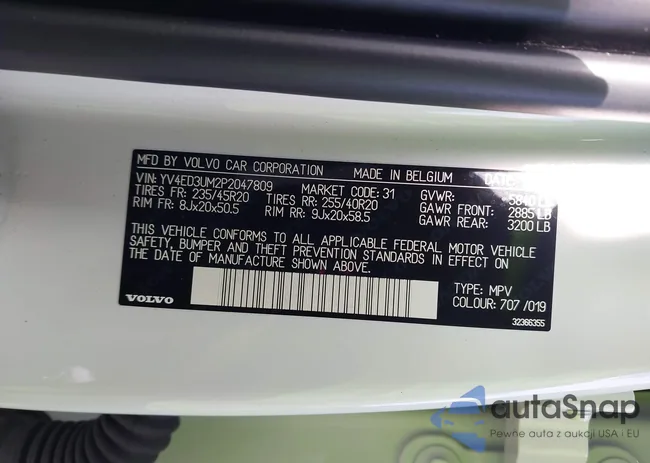 MFD BY VOLVO CAR CORPORATION MADE IN BELGIUM
VIN: YV4ED3UM2P2047809 MARKET CODE: 31 GVWR: 5840
TIRES FR: 235/45R20 TIRES RR: 255/40R20 GAWR FRONT: 2885 LB
RIM FR: 8Jx20x50.5 RIM RR: 9Jx20x58.5 GAWR REAR: 3200 LB
THIS VEHICLE CONFORMS TO ALL APPLICABLE FEDERAL MOTOR VEHICLE
SAFETY, BUMPER AND THEFT PREVENTION STANDARDS IN EFFECT ON
THE DATE OF MANUFACTURE SHOWN ABOVE.
TYPE: MPV
COLOUR: 707/019
VOLVO
32366355
autaSnap
Pewne auta z aukcji USA i EU